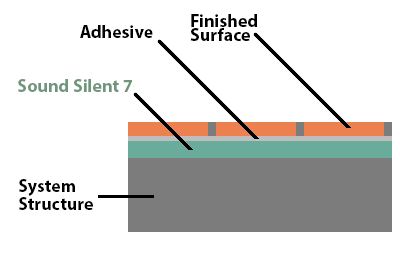 Finished
Surface
Adhesive
Sound Silent 7
System
Structure